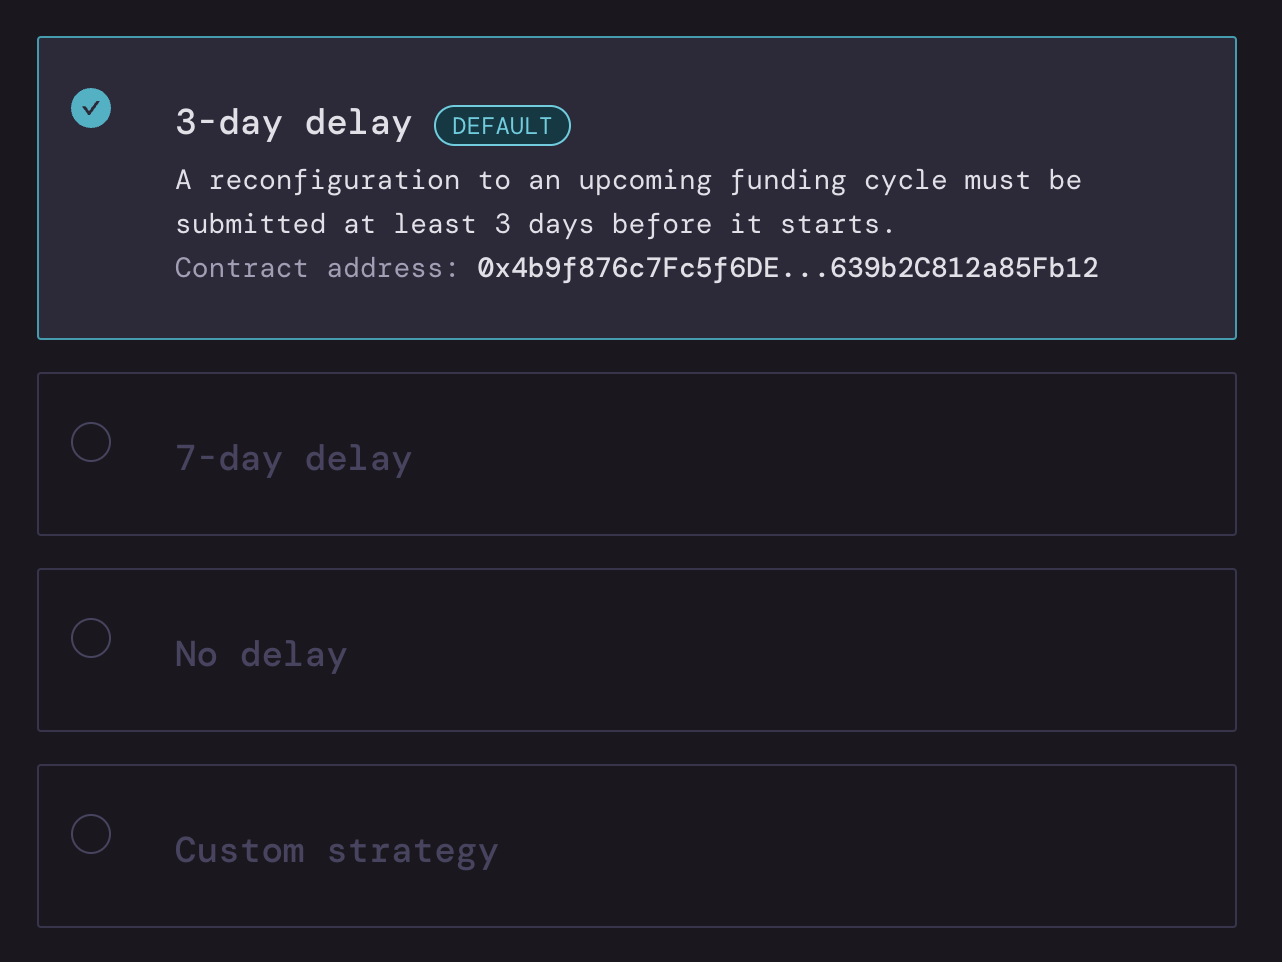 3-day delay DEFAULT
A reconfiguration to an upcoming funding cycle must be
submitted at least 3 days before it starts.
Contract address: 0x4b9f876c7Fc5f6DE...639b2C812a85Fb12
7-day delay
No delay
Custom strategy